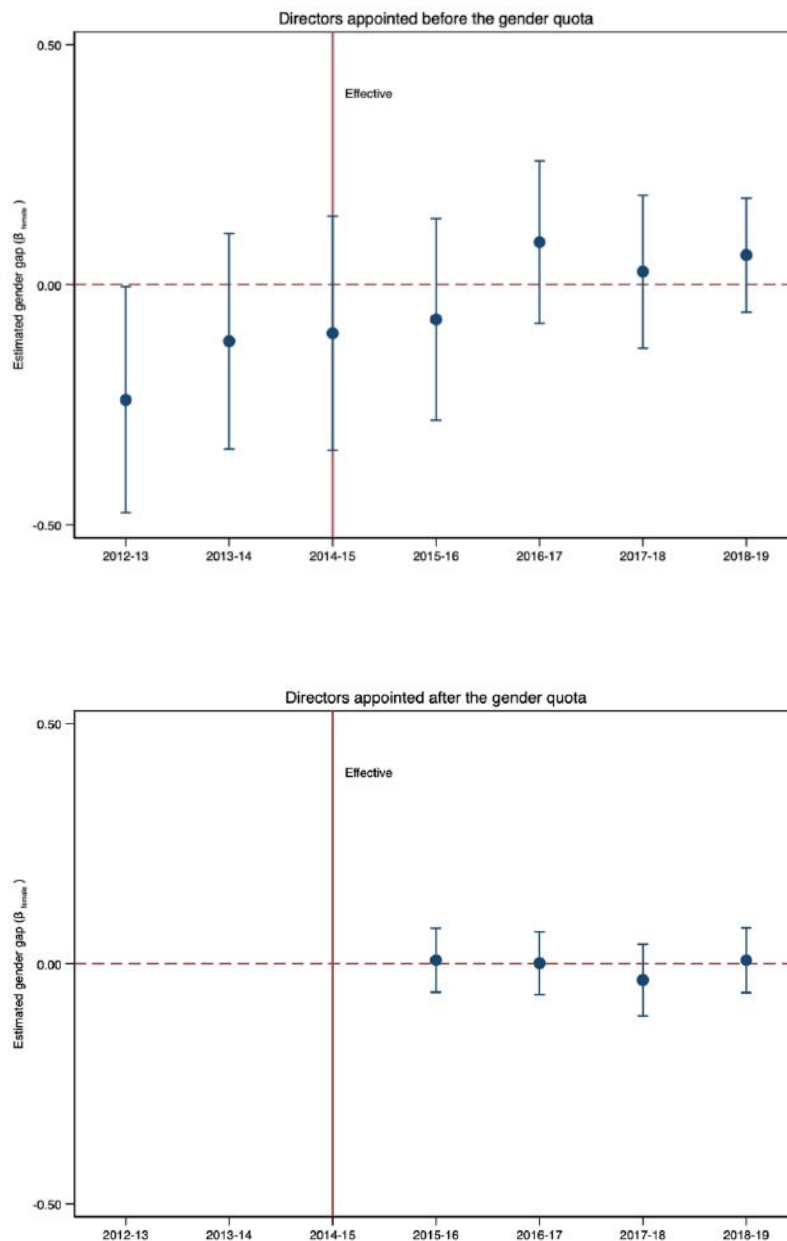 Directors appointed before the gender quota
0.50
Effective
Estimated gender gap (β female )
0.00
-0.50
2012-13 2013-14 2014-15 2015-16 2016-17 2017-18 2018-19
Directors appointed after the gender quota
0.50
Effective
Estimated gender gap (β female )
0.00
-0.50
2012-13 2013-14 2014-15 2015-16 2016-17 2017-18 2018-19